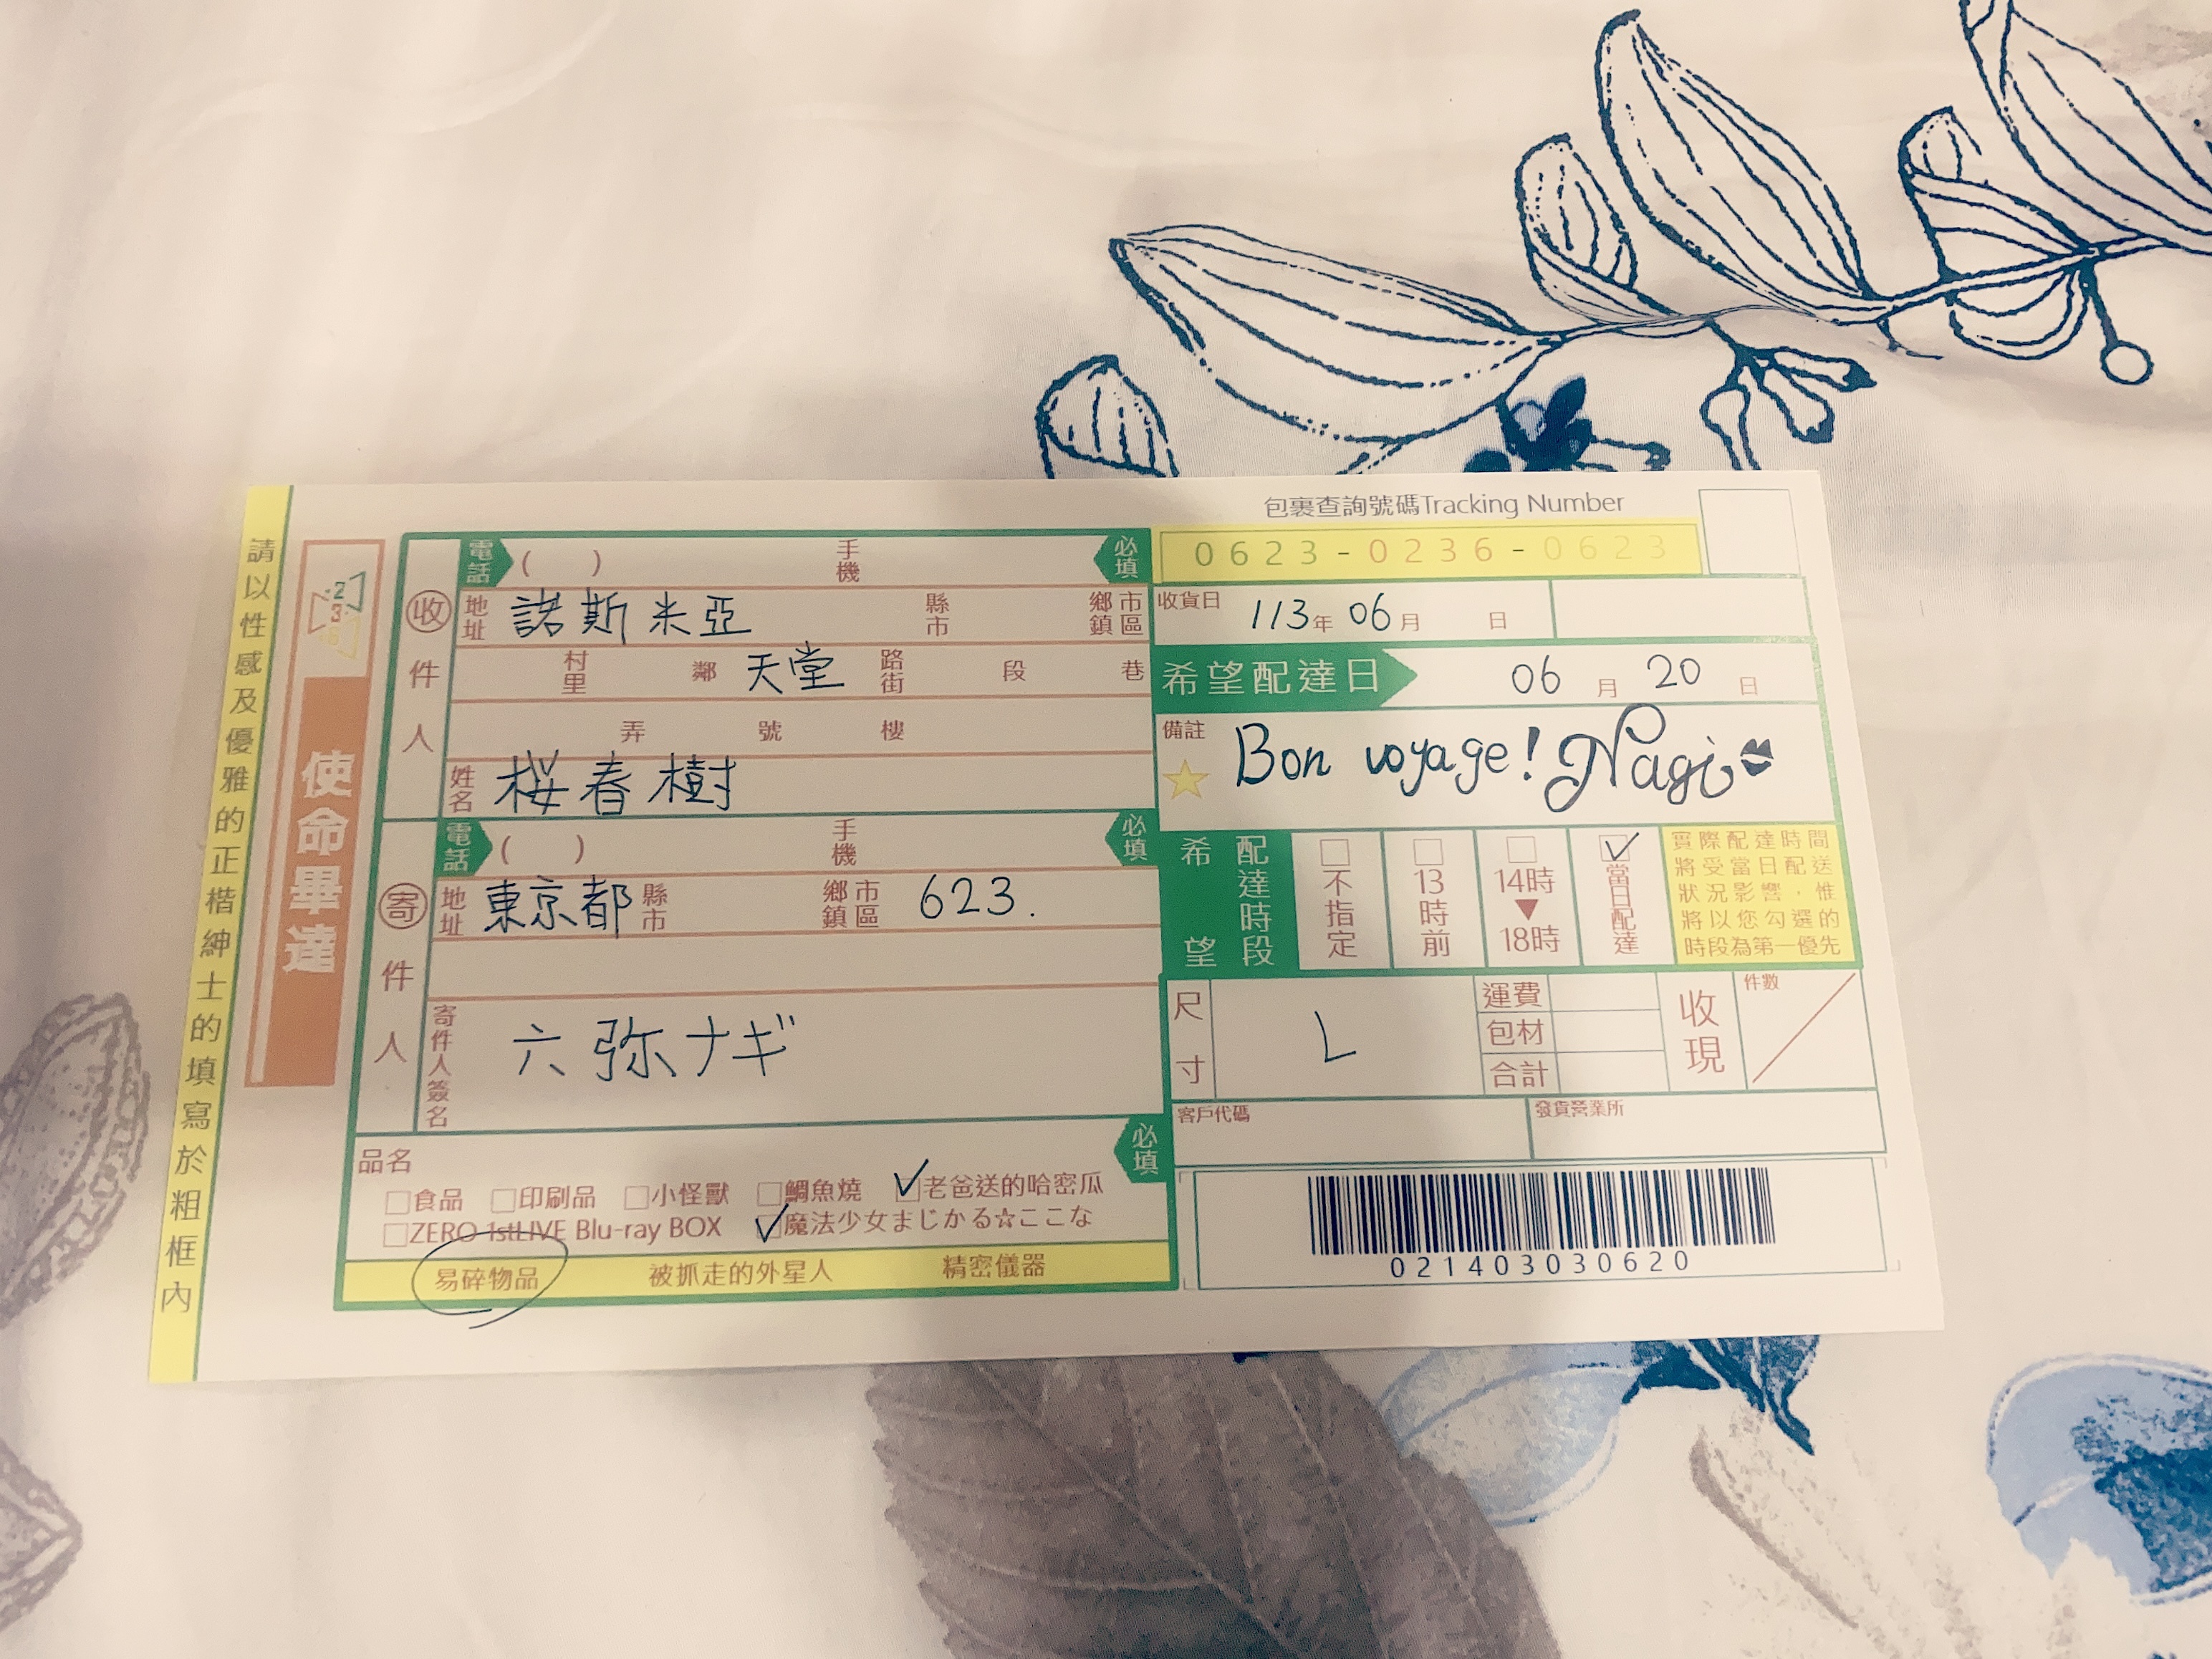 請以性感及優雅的正楷紳士的填寫於粗框內
使命畢達
收件人
電話 ( ) 手機 必填
地址 諾斯米亞 縣市 鄉鎮 市區
村里 鄰 天堂 路街 段 巷
弄 號 樓
姓名 桜春樹
寄件人
電話 ( ) 手機 必填
地址 東京都 縣市 鄉鎮 市區 623.
寄件人簽名 六弥ナギ
品名 必填
食品 印刷品 小怪獸 鯛魚燒 老爸送的哈密瓜
ZERO 1stLIVE Blu-ray BOX 魔法少女まじかる☆ここな
易碎物品 被抓走的外星人 精密儀器
包裹查詢號碼Tracking Number
0623-0236-0623
收貨日 113年 06月 日
希望配達日 06月 20日
備註 Bon voyage! Nagi
希望 配達時段
不指定
13時前
14時▼18時
當日配達
實際配達時間
將受當日配送
狀況影響，惟
將以您勾選的
時段為第一優先
尺寸 L
運費
包材
合計
收現
件數
客戶代碼
發貨營業所
021403030620